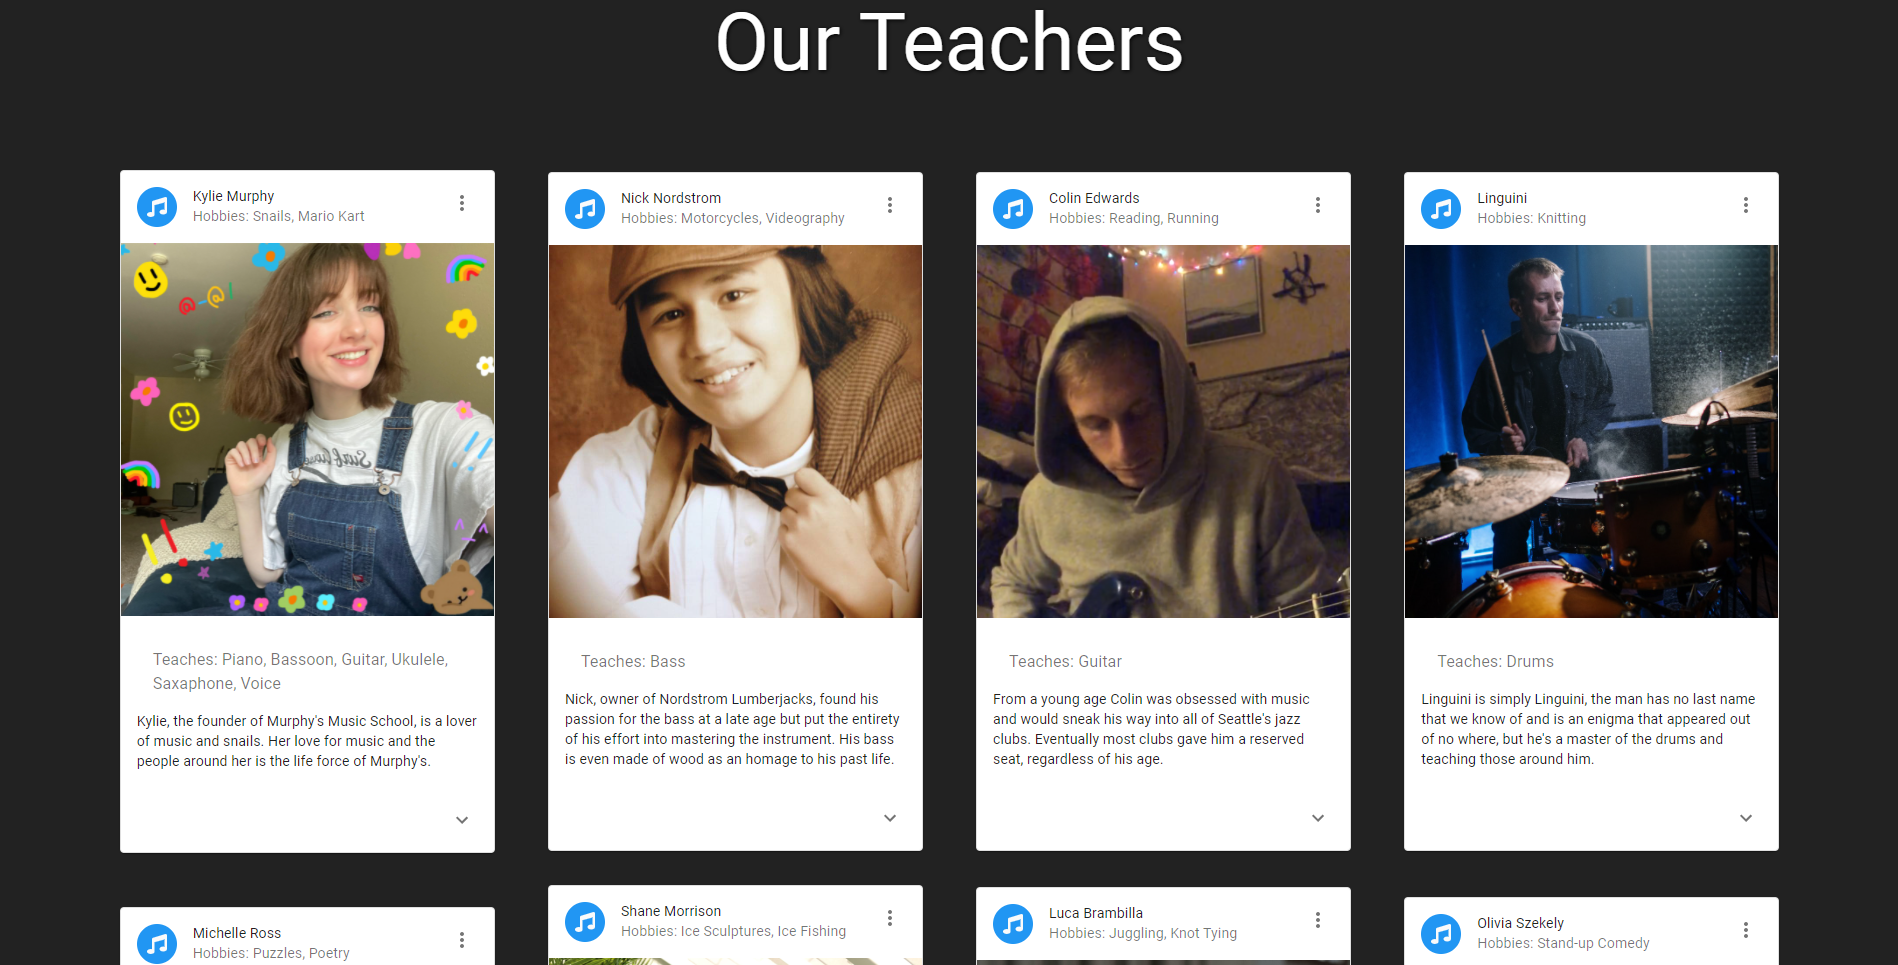 Our Teachers
Kylie Murphy
Hobbies: Snails, Mario Kart
Teaches: Piano, Bassoon, Guitar, Ukulele,
Saxaphone, Voice
Kylie, the founder of Murphy's Music School, is a lover
of music and snails. Her love for music and the
people around her is the life force of Murphy's.
Nick Nordstrom
Hobbies: Motorcycles, Videography
Teaches: Bass
Nick, owner of Nordstrom Lumberjacks, found his
passion for the bass at a late age but put the entirety
of his effort into mastering the instrument. His bass
is even made of wood as an homage to his past life.
Colin Edwards
Hobbies: Reading, Running
Teaches: Guitar
From a young age Colin was obsessed with music
and would sneak his way into all of Seattle's jazz
clubs. Eventually most clubs gave him a reserved
seat, regardless of his age.
Linguini
Hobbies: Knitting
Teaches: Drums
Linguini is simply Linguini, the man has no last name
that we know of and is an enigma that appeared out
of no where, but he's a master of the drums and
teaching those around him.
Michelle Ross
Hobbies: Puzzles, Poetry
Shane Morrison
Hobbies: Ice Sculptures, Ice Fishing
Luca Brambilla
Hobbies: Juggling, Knot Tying
Olivia Szekely
Hobbies: Stand-up Comedy